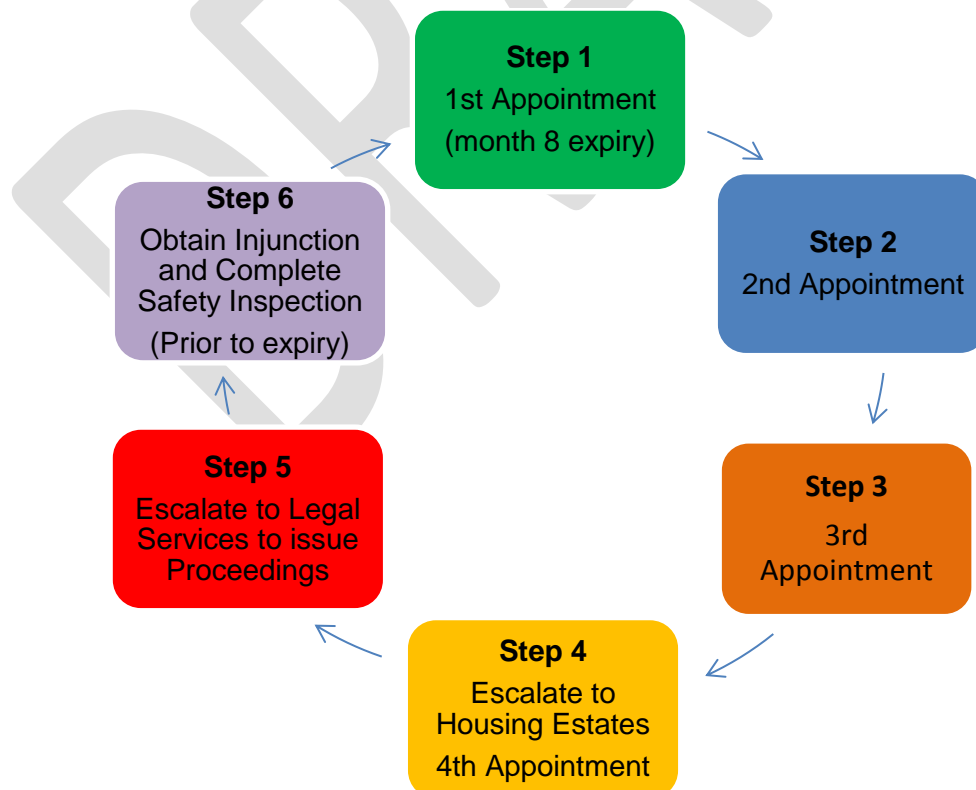 Step 1
1st Appointment
(month 8 expiry)
Step 2
2nd Appointment
Step 3
3rd
Appointment
Step 4
Escalate to
Housing Estates
4th Appointment
Step 5
Escalate to Legal
Services to issue
Proceedings
Step 6
Obtain Injunction
and Complete
Safety Inspection
(Prior to expiry)